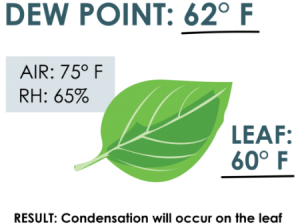 DEW POINT: 62° F
AIR: 75° F
RH: 65%
LEAF:
60° F
RESULT: Condensation will occur on the leaf